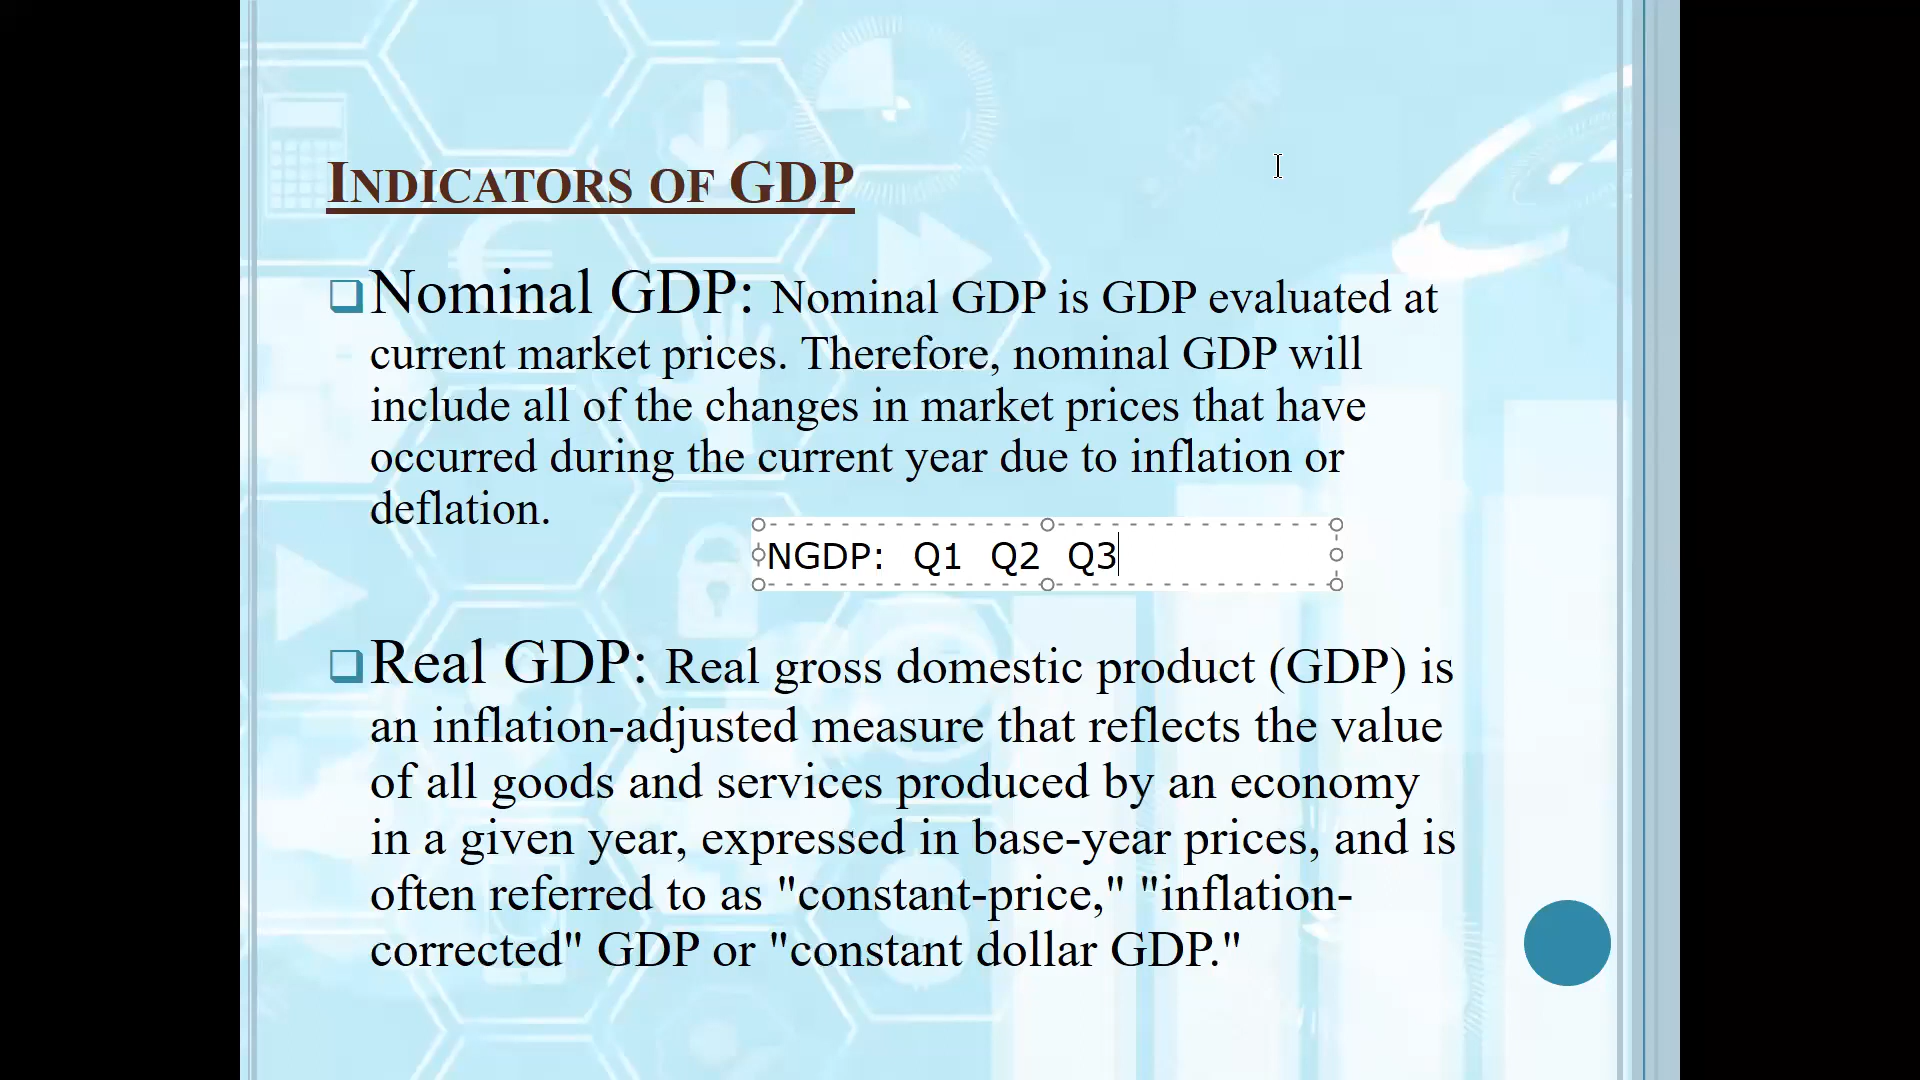 INDICATORS OF GDP
Nominal GDP: Nominal GDP is GDP evaluated at
current market prices. Therefore, nominal GDP will
include all of the changes in market prices that have
occurred during the current year due to inflation or
deflation.
NGDP: Q1 Q2 Q3
Real GDP: Real gross domestic product (GDP) is
an inflation-adjusted measure that reflects the value
of all goods and services produced by an economy
in a given year, expressed in base-year prices, and is
often referred to as "constant-price," "inflation-
corrected" GDP or "constant dollar GDP."